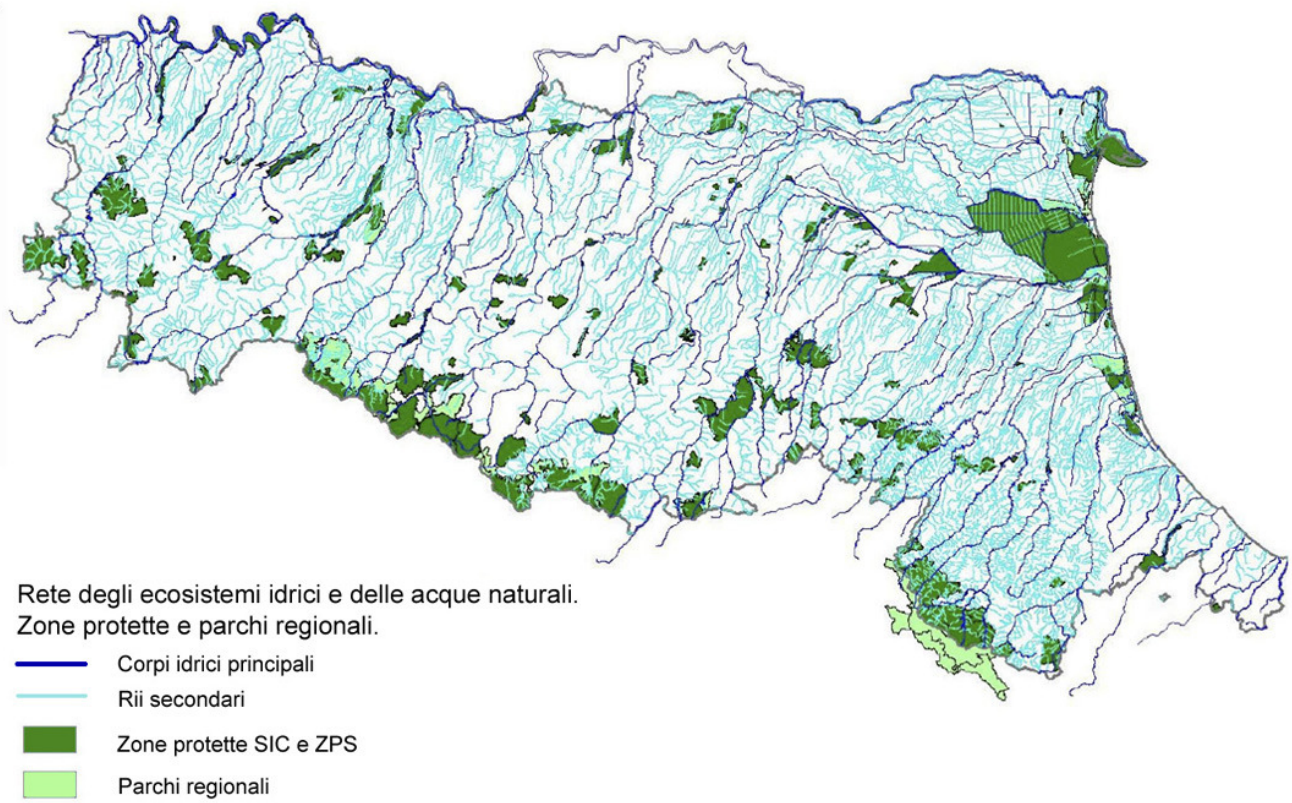 Rete degli ecosistemi idrici e delle acque naturali.
Zone protette e parchi regionali.
Corpi idrici principali
Rii secondari
Zone protette SIC e ZPS
Parchi regionali